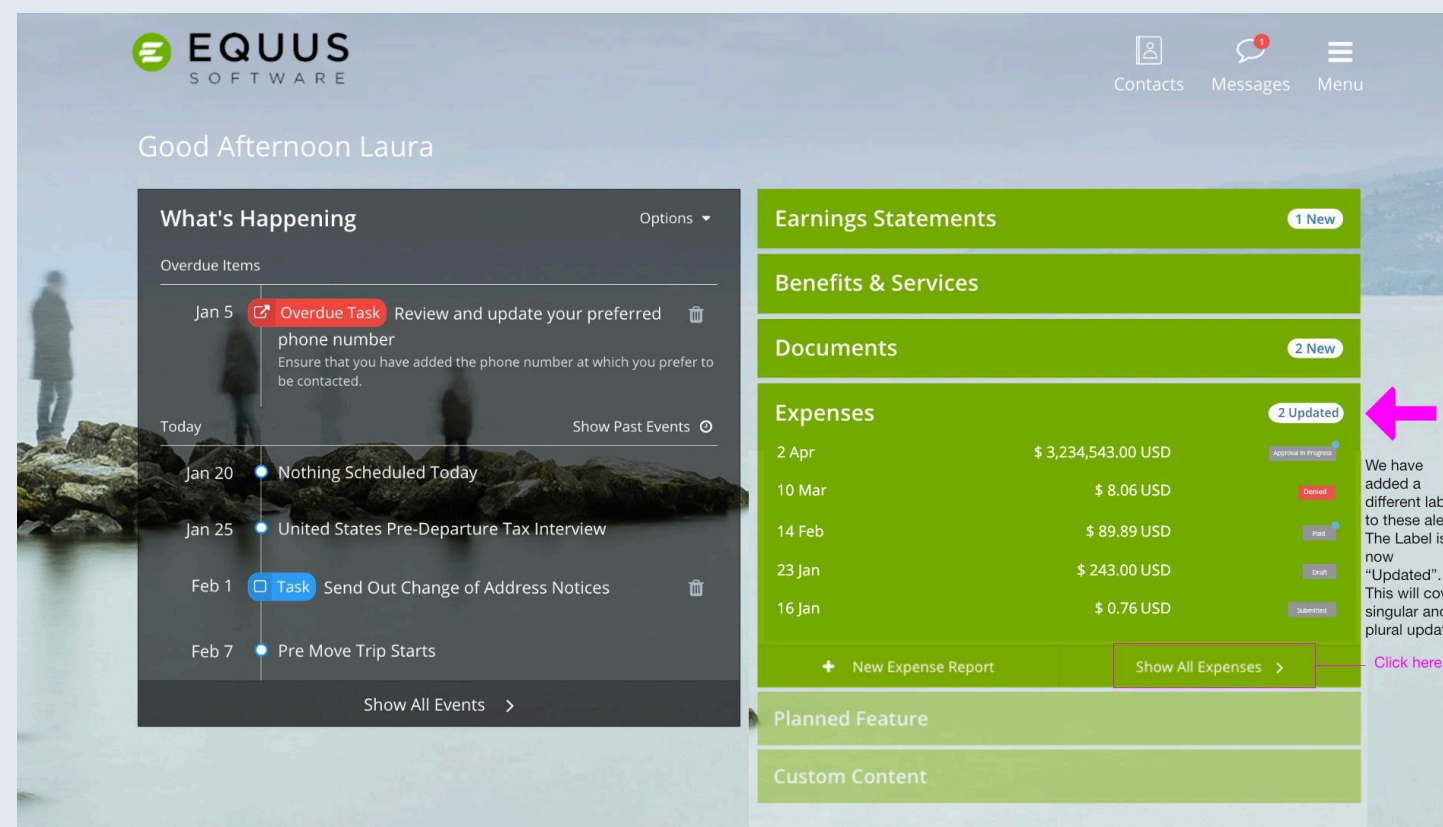 EQUUS
SOFTWARE
Contacts
Messages
1
Menu
Good Afternoon Laura
What's Happening
Options
Overdue Items
Jan 5 Overdue Task Review and update your preferred
phone number
Ensure that you have added the phone number at which you prefer to
be contacted.
Today Show Past Events
Jan 20 Nothing Scheduled Today
Jan 25 United States Pre-Departure Tax Interview
Feb 1 Task Send Out Change of Address Notices
Feb 7 Pre Move Trip Starts
Show All Events
Earnings Statements 1 New
Benefits & Services
Documents 2 New
Expenses 2 Updated
2 Apr $ 3,234,543.00 USD Approval In Progress
10 Mar $ 8.06 USD Denied
14 Feb $ 89.89 USD Paid
23 Jan $ 243.00 USD Draft
16 Jan $ 0.76 USD Submitted
New Expense Report Show All Expenses
Planned Feature
Custom Content
We have
added a
different lab
to these ale
The Label is
now
“Updated”.
This will cov
singular and
plural updat
Click here